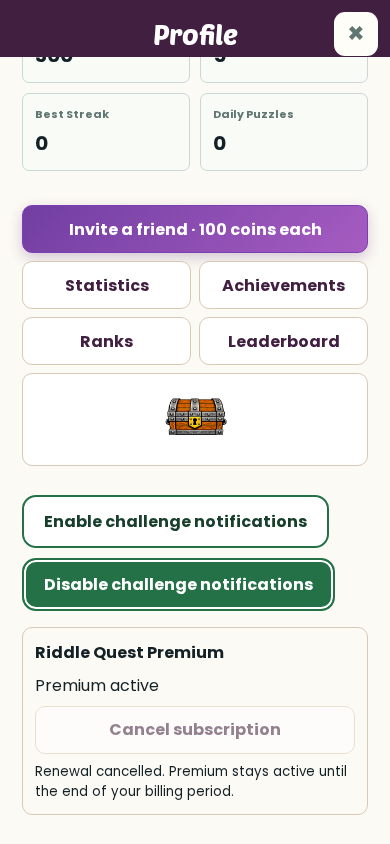 Profile
✖
Best Streak
Daily Puzzles
0
0
Invite a friend · 100 coins each
Statistics
Achievements
Ranks
Leaderboard
Enable challenge notifications
Disable challenge notifications
Riddle Quest Premium
Premium active
Cancel subscription
Renewal cancelled. Premium stays active until
the end of your billing period.